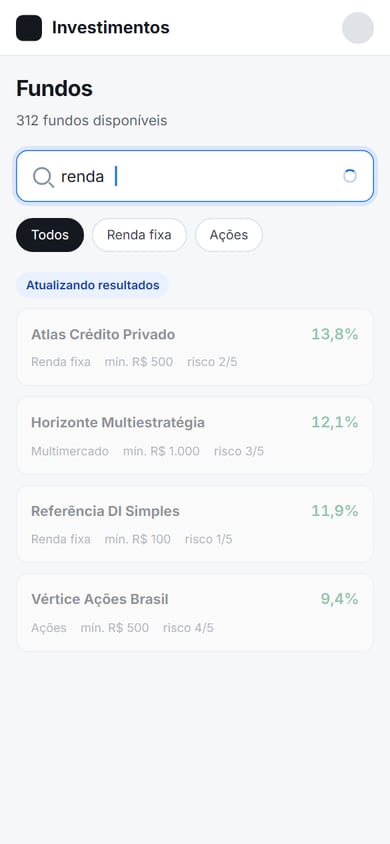 Investimentos
Fundos
312 fundos disponíveis
renda
Todos Renda fixa Ações
Atualizando resultados
Atlas Crédito Privado 13,8%
Renda fixa mín. R$ 500 risco 2/5
Horizonte Multiestratégia 12,1%
Multimercado mín. R$ 1.000 risco 3/5
Referência DI Simples 11,9%
Renda fixa mín. R$ 100 risco 1/5
Vértice Ações Brasil 9,4%
Ações mín. R$ 500 risco 4/5